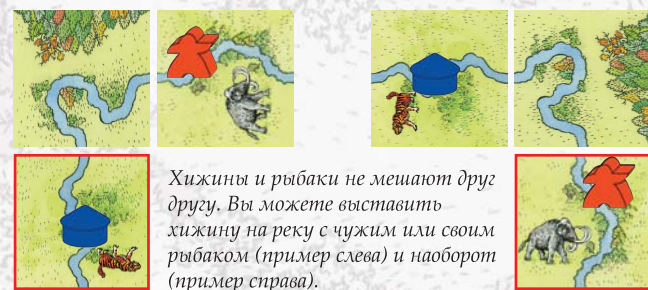 Хижины и рыбаки не мешают друг
другу. Вы можете выставить
хижину на реку с чужим или своим
рыбаком (пример слева) и наоборот
(пример справа).